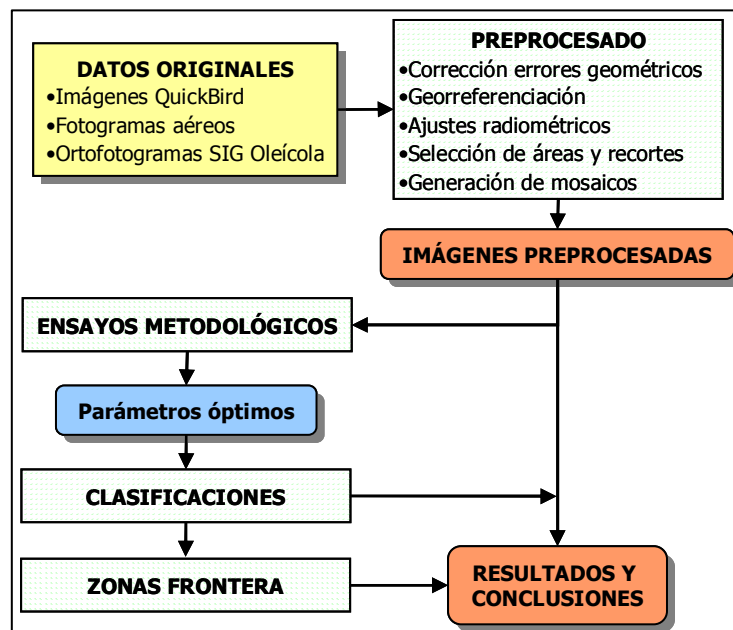 DATOS ORIGINALES
•Imágenes QuickBird
•Fotogramas aéreos
•Ortofotogramas SIG Oleícola
PREPROCESADO
•Corrección errores geométricos
•Georreferenciación
•Ajustes radiométricos
•Selección de áreas y recortes
•Generación de mosaicos
IMÁGENES PREPROCESADAS
ENSAYOS METODOLÓGICOS
Parámetros óptimos
CLASIFICACIONES
ZONAS FRONTERA
RESULTADOS Y
CONCLUSIONES